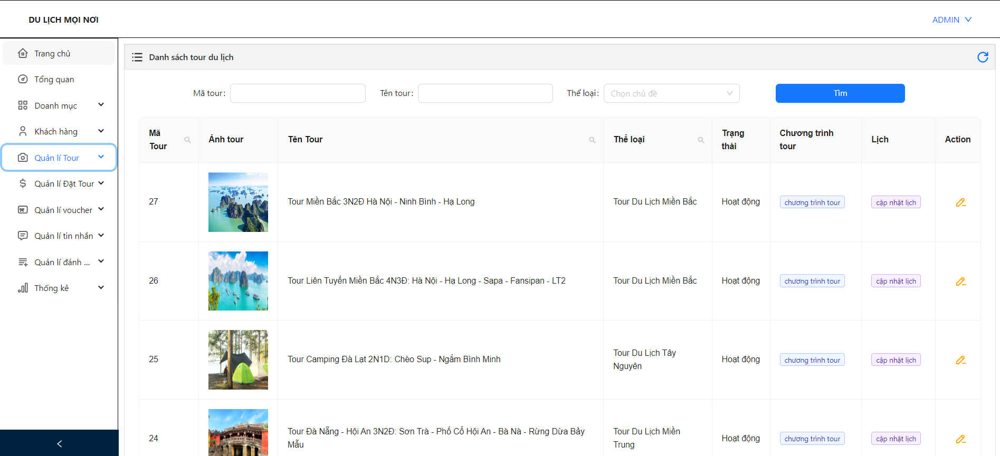 DU LỊCH MỌI NƠI
ADMIN
Trang chủ
Tổng quan
Doanh mục
Khách hàng
Quản lí Tour
Quản lí Đặt Tour
Quản lí voucher
Quản lí tin nhắn
Quản lí đánh ...
Thống kê
Danh sách tour du lịch
Mã tour: Tên tour: Thể loại: Chọn chủ đề Tìm
Mã Tour
Ảnh tour
Tên Tour
Thể loại
Trạng thái
Chương trình tour
Lịch
Action
27 Tour Miền Bắc 3N2Đ Hà Nội - Ninh Bình - Hạ Long Tour Du Lịch Miền Bắc Hoạt động chương trình tour cập nhật lịch
26 Tour Liên Tuyến Miền Bắc 4N3Đ: Hà Nội - Hạ Long - Sapa - Fansipan - LT2 Tour Du Lịch Miền Bắc Hoạt động chương trình tour cập nhật lịch
25 Tour Camping Đà Lạt 2N1D: Chèo Sup - Ngắm Bình Minh Tour Du Lịch Tây Nguyên Hoạt động chương trình tour cập nhật lịch
24 Tour Đà Nẵng - Hội An 3N2Đ: Sơn Trà - Phố Cổ Hội An - Bà Nà - Rừng Dừa Bảy Mẫu Tour Du Lịch Miền Trung Hoạt động chương trình tour cập nhật lịch